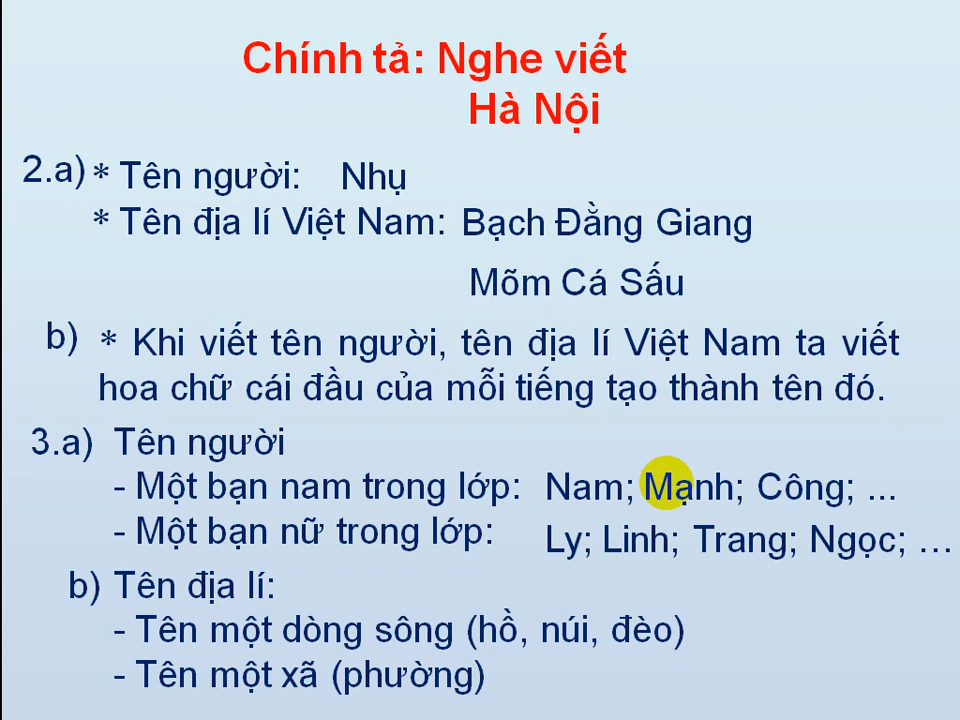 Chính tả: Nghe viết
Hà Nội
2.a) * Tên người: Nhụ
* Tên địa lí Việt Nam: Bạch Đằng Giang
Mõm Cá Sấu
b) * Khi viết tên người, tên địa lí Việt Nam ta viết
hoa chữ cái đầu của mỗi tiếng tạo thành tên đó.
3.a) Tên người
- Một bạn nam trong lớp: Nam; Mạnh; Công; ...
- Một bạn nữ trong lớp: Ly; Linh; Trang; Ngọc; ...
b) Tên địa lí:
- Tên một dòng sông (hồ, núi, đèo)
- Tên một xã (phường)